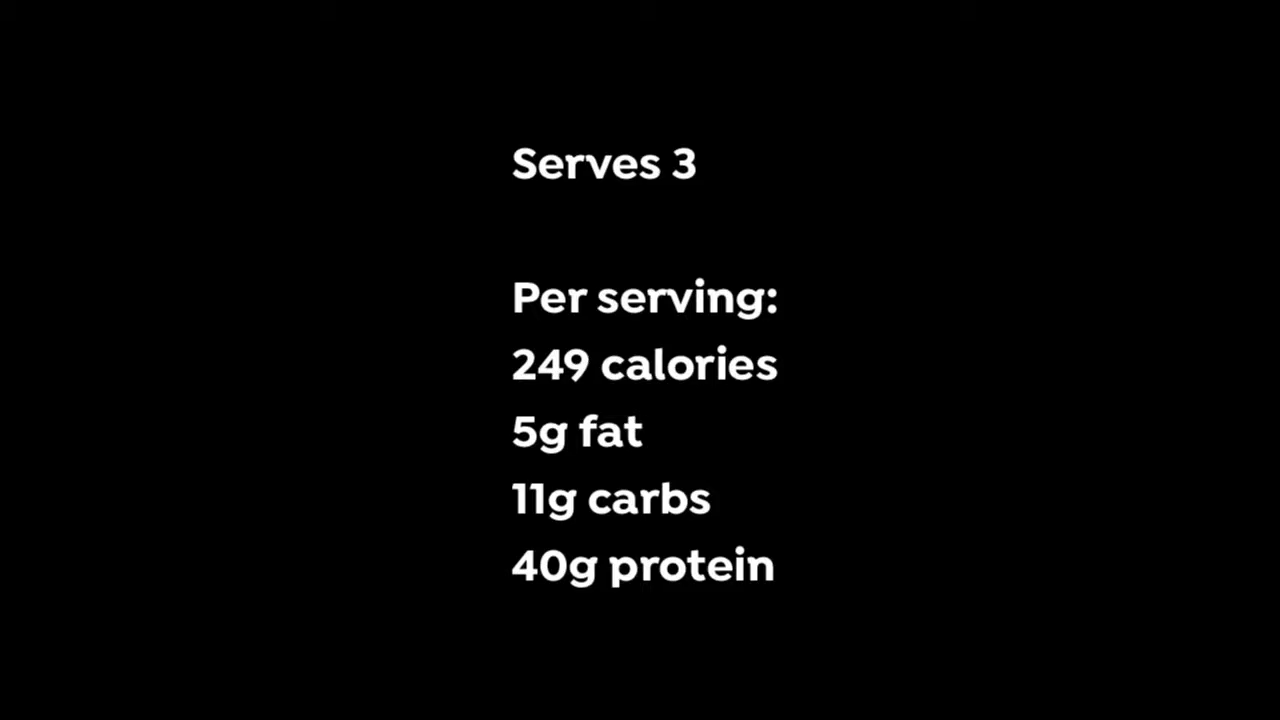 Serves 3
Per serving:
249 calories
5g fat
11g carbs
40g protein